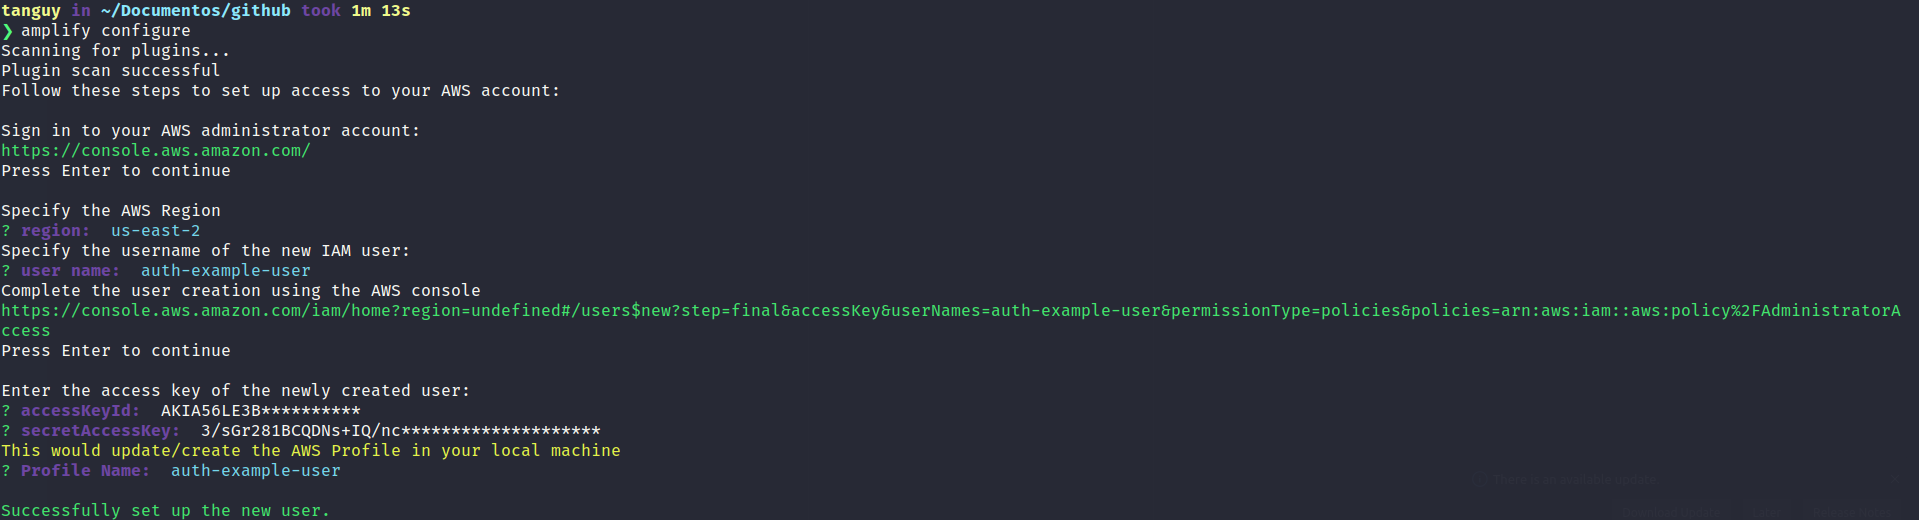 tanguy in ~/Documentos/github took 1m 13s
❯ amplify configure
Scanning for plugins...
Plugin scan successful
Follow these steps to set up access to your AWS account:
Sign in to your AWS administrator account:
https://console.aws.amazon.com/
Press Enter to continue
Specify the AWS Region
? region:  us-east-2
Specify the username of the new IAM user:
? user name:  auth-example-user
Complete the user creation using the AWS console
https://console.aws.amazon.com/iam/home?region=undefined#/users$new?step=final&accessKey&userNames=auth-example-user&permissionType=policies&policies=arn:aws:iam::aws:policy%2FAdministratorA
ccess
Press Enter to continue
Enter the access key of the newly created user:
? accessKeyId:  AKIA56LE3B**********
? secretAccessKey:  3/sGr281BCQDNs+IQ/nc********************
This would update/create the AWS Profile in your local machine
? Profile Name:  auth-example-user
Successfully set up the new user.